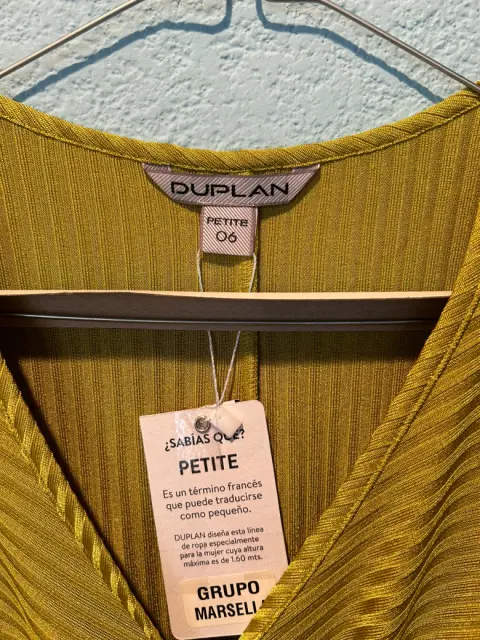 DUPLAN
PETITE
06
¿SABÍAS QUE?
PETITE
Es un término francés
que puede traducirse
como pequeño.
DUPLAN diseña esta línea
de ropa especialmente
para la mujer cuya altura
máxima es de 1.60 mts.
GRUPO
MARSELLA